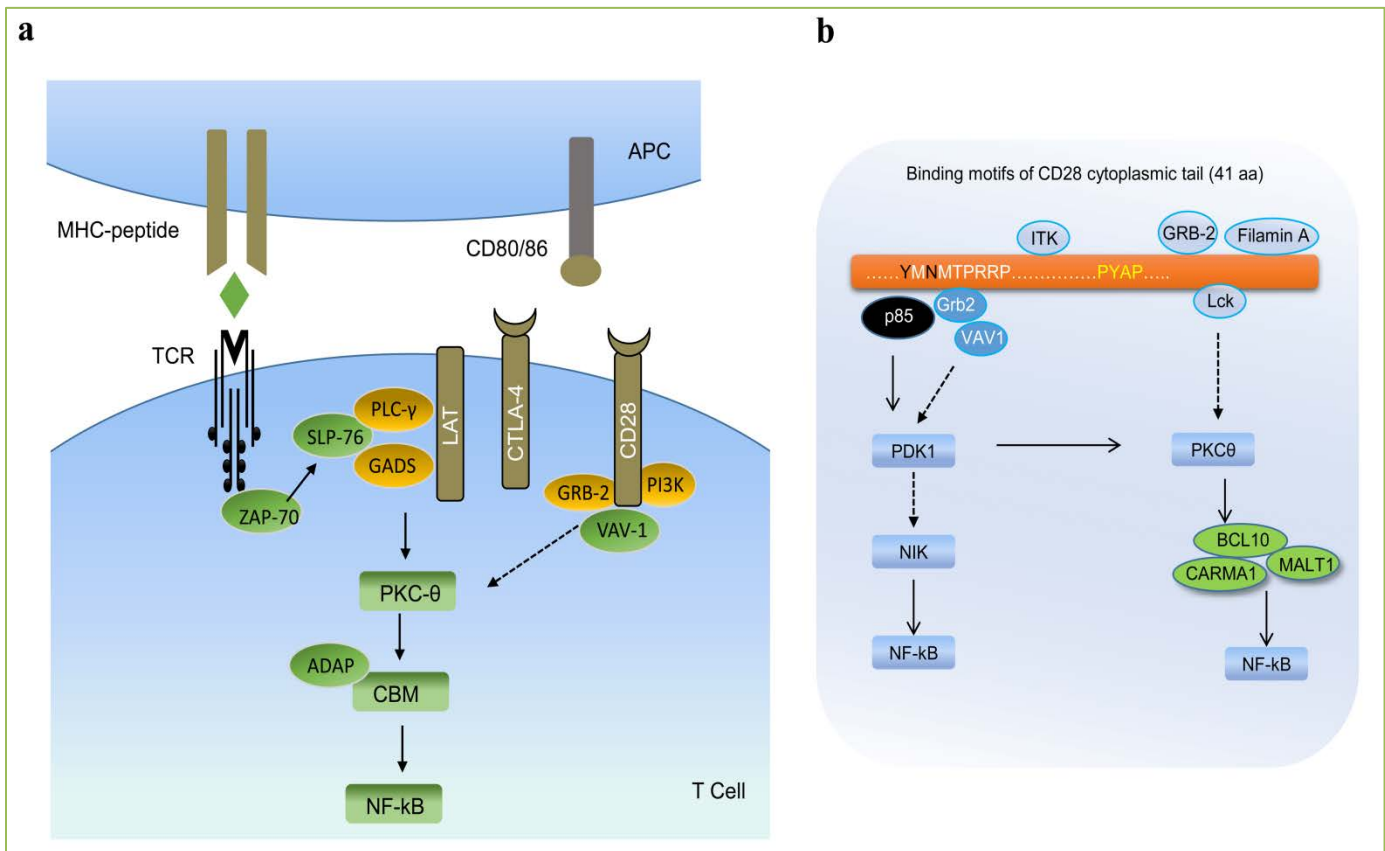 a
APC
MHC-peptide
CD80/86
TCR
LAT
CTLA-4
CD28
PLC-γ
SLP-76
GADS
ZAP-70
GRB-2
PI3K
VAV-1
PKC-θ
ADAP
CBM
NF-kB
T Cell
b
Binding motifs of CD28 cytoplasmic tail (41 aa)
ITK
GRB-2
Filamin A
......YMNMTPRRP...............PYAP.....
p85
Grb2
VAV1
Lck
PDK1
PKCθ
NIK
BCL10
CARMA1
MALT1
NF-kB
NF-kB